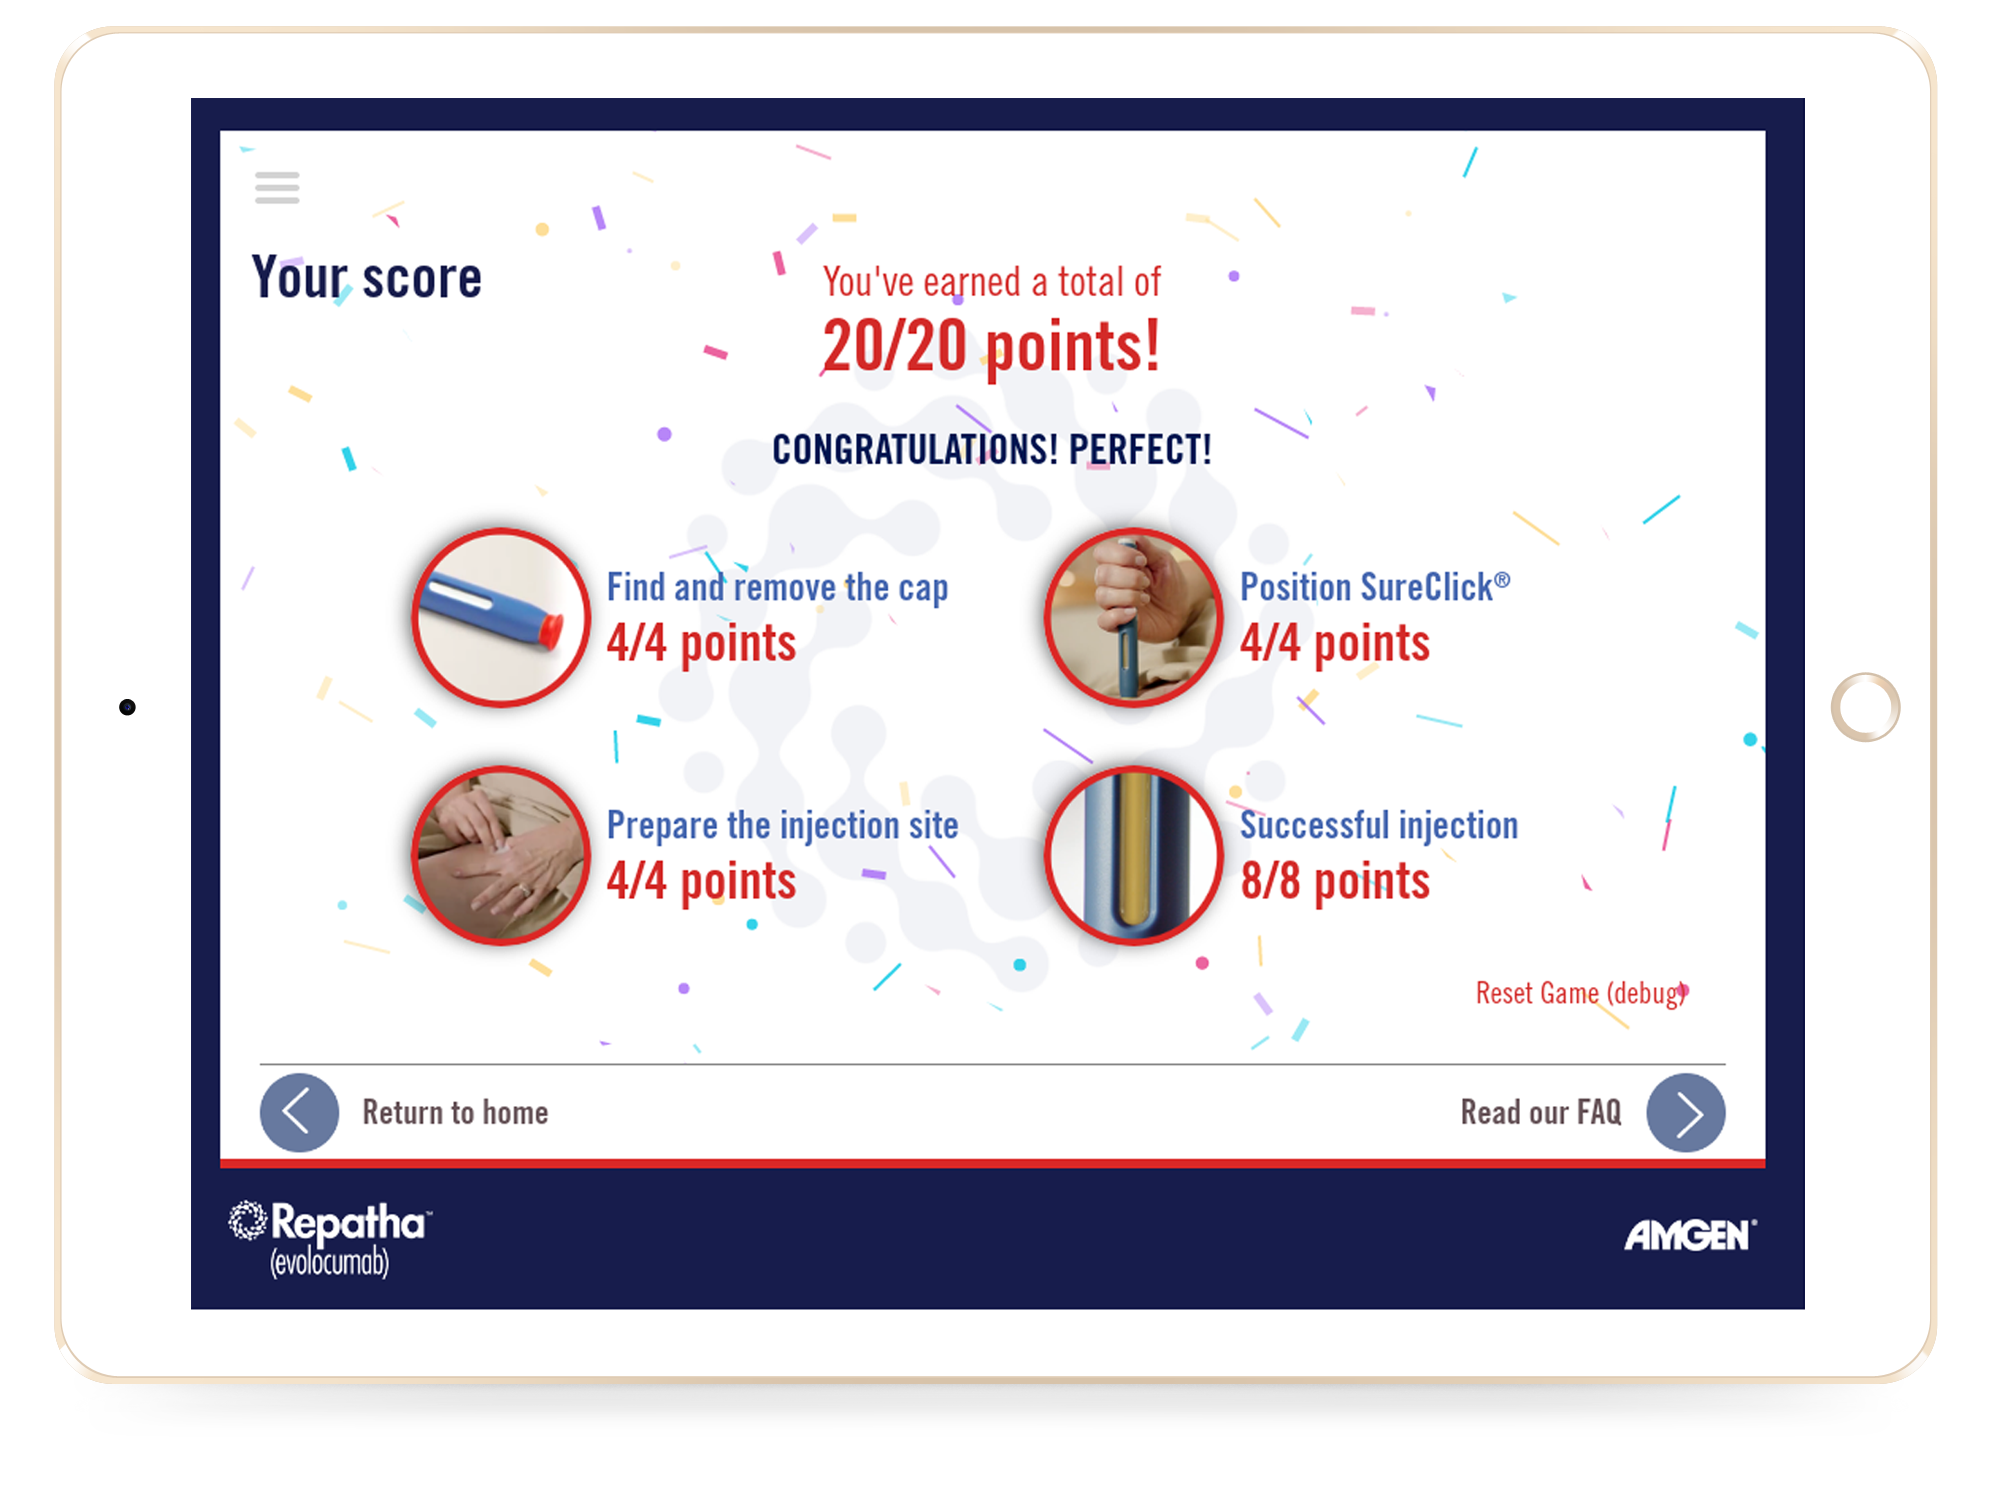 Your score
You've earned a total of
20/20 points!
CONGRATULATIONS! PERFECT!
Find and remove the cap
4/4 points
Position SureClick®
4/4 points
Prepare the injection site
4/4 points
Successful injection
8/8 points
Reset Game (debug)
Return to home
Read our FAQ
Repatha™
(evolocumab)
AMGEN®